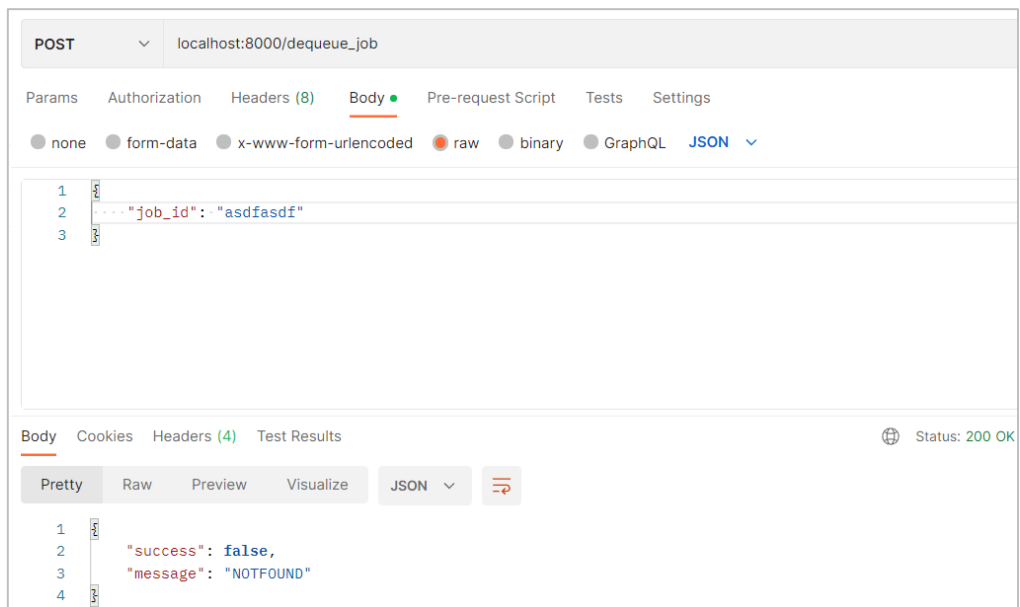 POST localhost:8000/dequeue_job
Params Authorization Headers (8) Body Pre-request Script Tests Settings
none form-data x-www-form-urlencoded raw binary GraphQL JSON
1 {
2 "job_id": "asdfasdf"
3 }
Body Cookies Headers (4) Test Results Status: 200 OK
Pretty Raw Preview Visualize JSON
1 {
2 "success": false,
3 "message": "NOTFOUND"
4 }